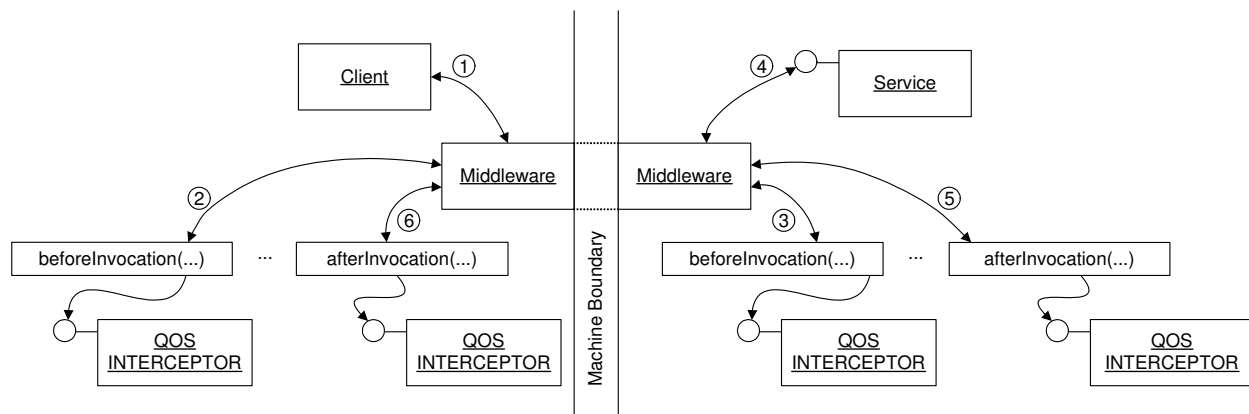 Client
①
④
Service
Middleware
Middleware
②
⑥
③
⑤
beforeInvocation(...)
...
afterInvocation(...)
beforeInvocation(...)
...
afterInvocation(...)
Machine Boundary
QOS
INTERCEPTOR
QOS
INTERCEPTOR
QOS
INTERCEPTOR
QOS
INTERCEPTOR